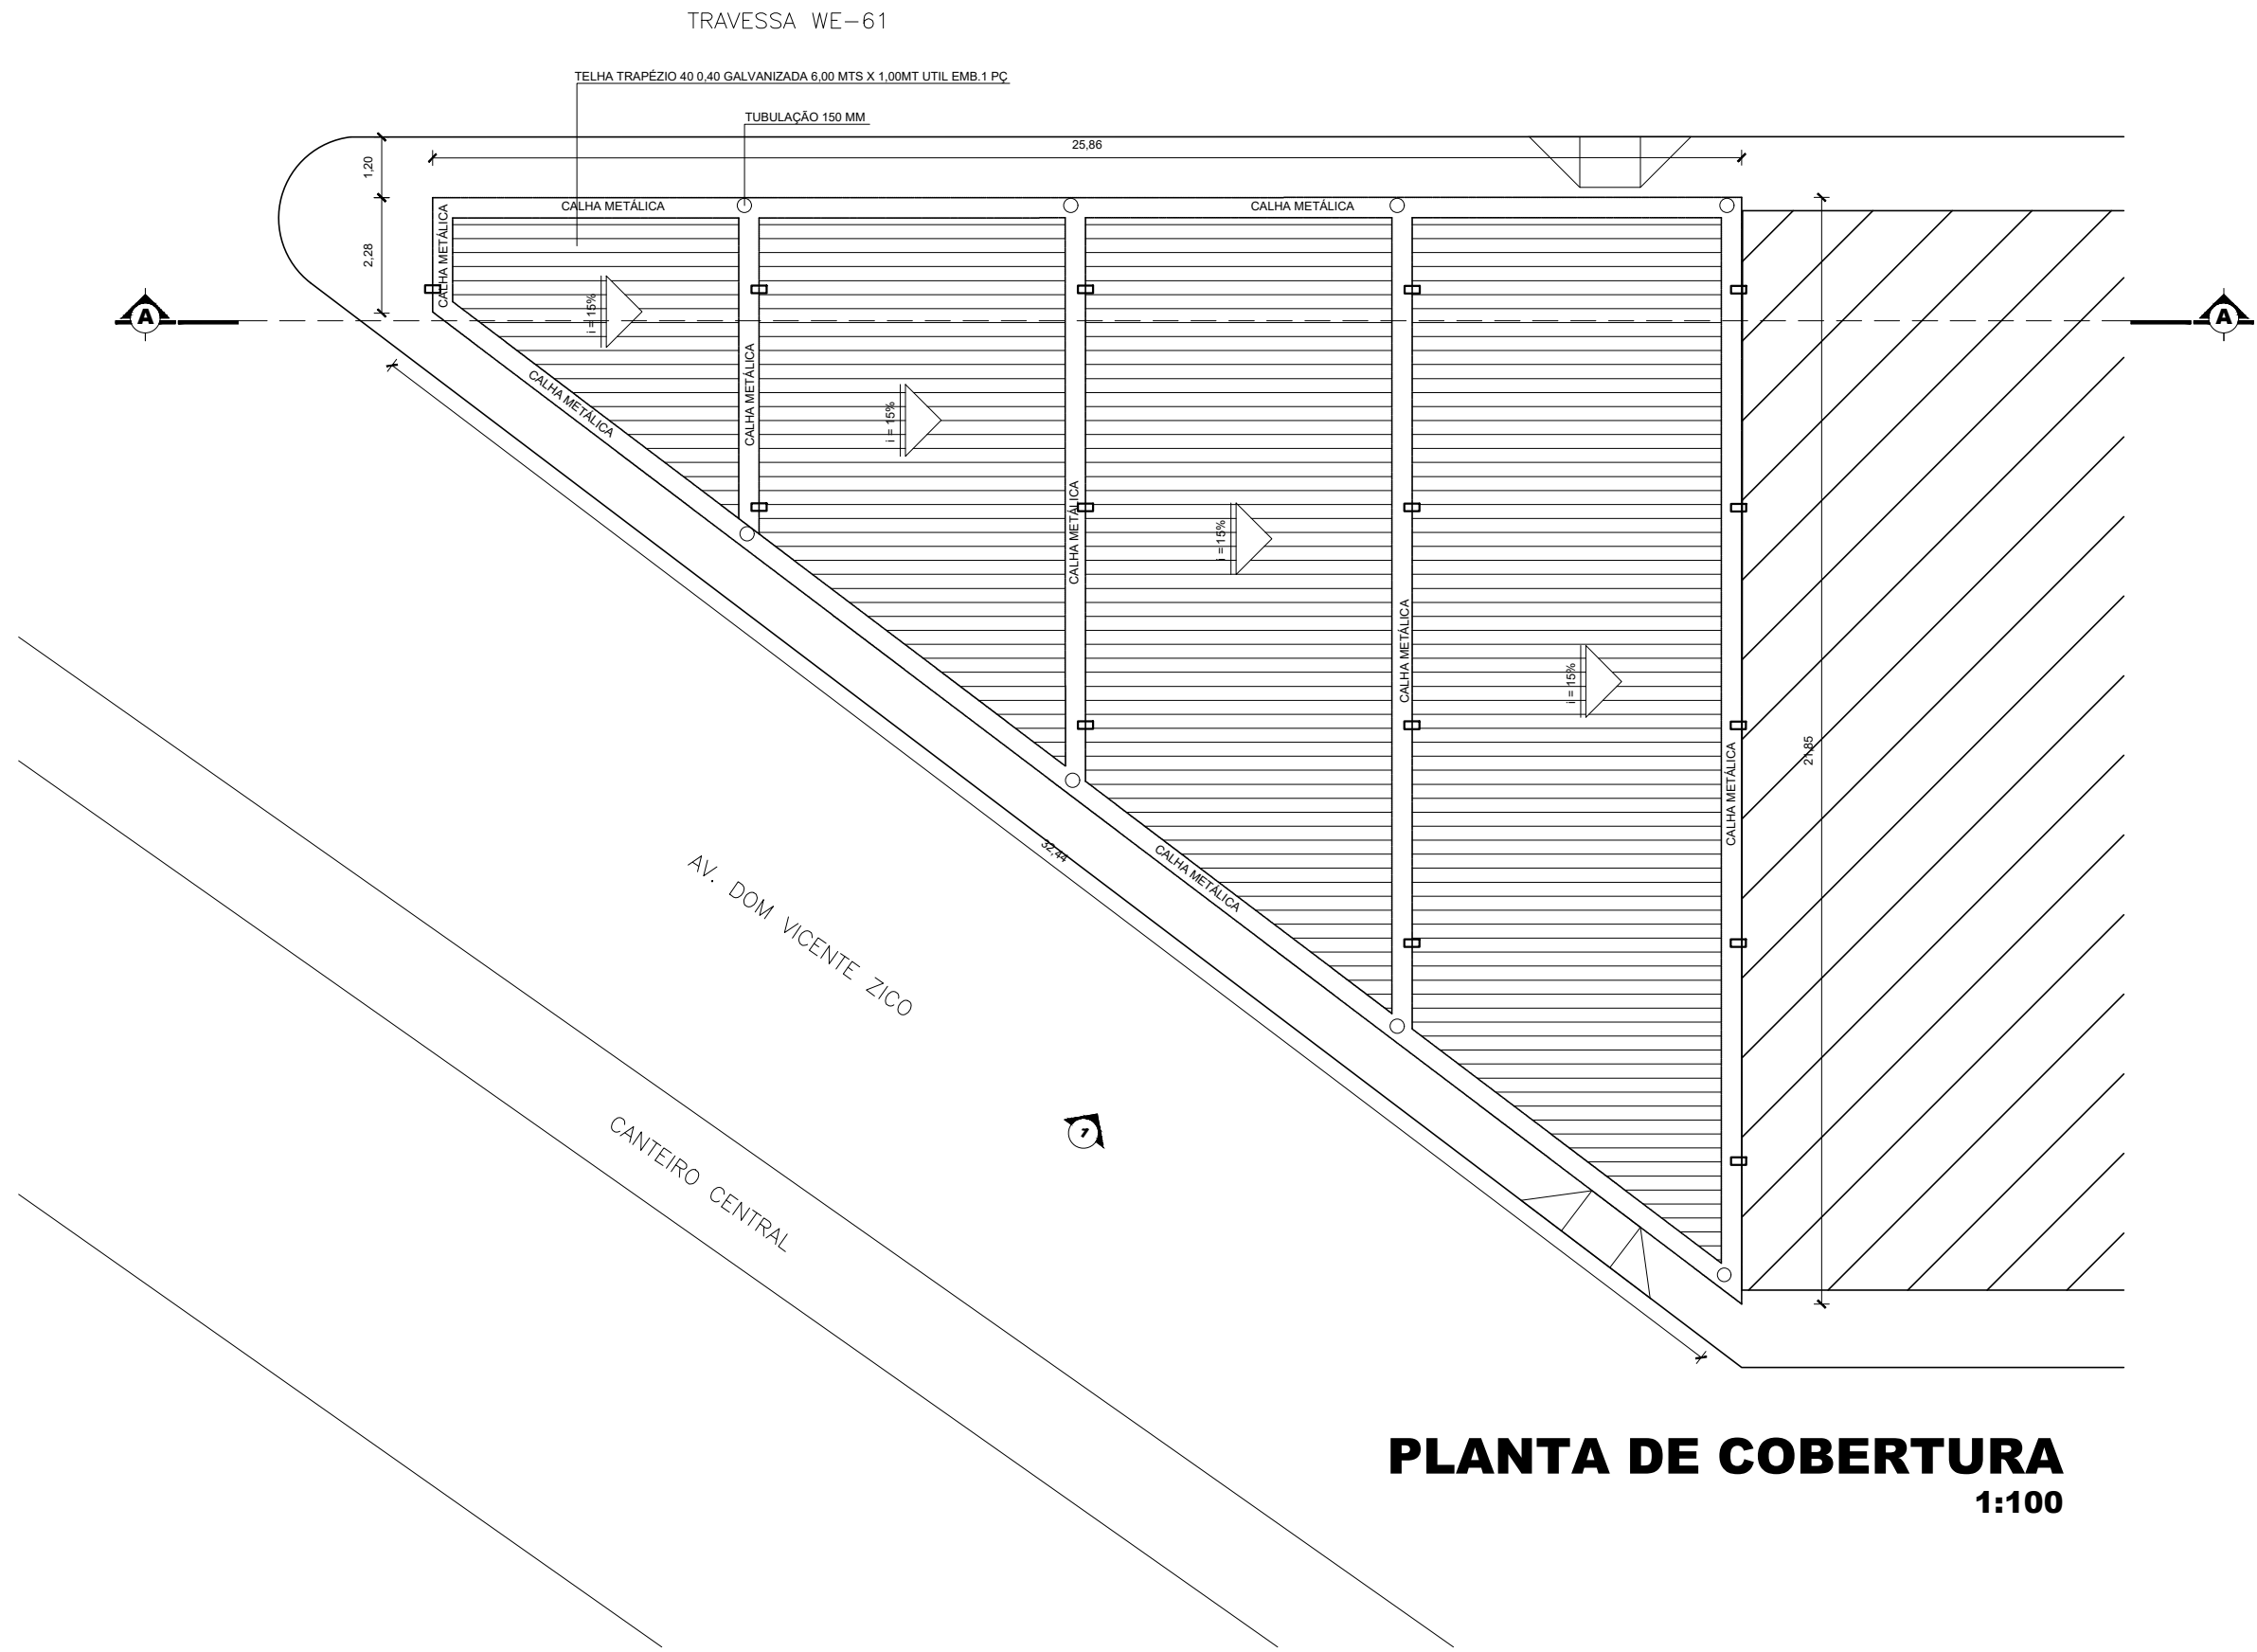 TRAVESSA WE-61
TELHA TRAPÉZIO 40 0,40 GALVANIZADA 6,00 MTS X 1,00MT UTIL EMB.1 PÇ
TUBULAÇÃO 150 MM
25,86
1,20
CALHA METÁLICA
CALHA METÁLICA
CALHA METÁLICA
2,28
i = 15%
A
A
CALHA METÁLICA
CALHA METÁLICA
i = 15%
CALHA METÁLICA
i = 15%
CALHA METÁLICA
i = 15%
CALHA METÁLICA
21,85
32,44
CALHA METÁLICA
AV. DOM VICENTE ZICO
1
CANTEIRO CENTRAL
PLANTA DE COBERTURA
1:100